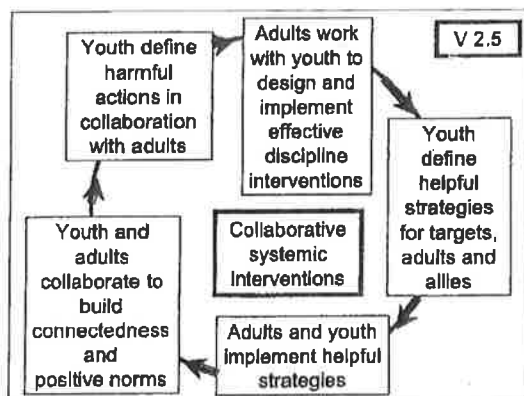 Youth define
harmful
actions in
collaboration
with adults
Adults work
with youth to
design and
implement
effective
discipline
interventions
V 2.5
Youth
define
helpful
strategies
for targets,
adults and
allies
Collaborative
systemic
interventions
Adults and youth
implement helpful
strategies
Youth and
adults
collaborate to
build
connectedness
and
positive norms